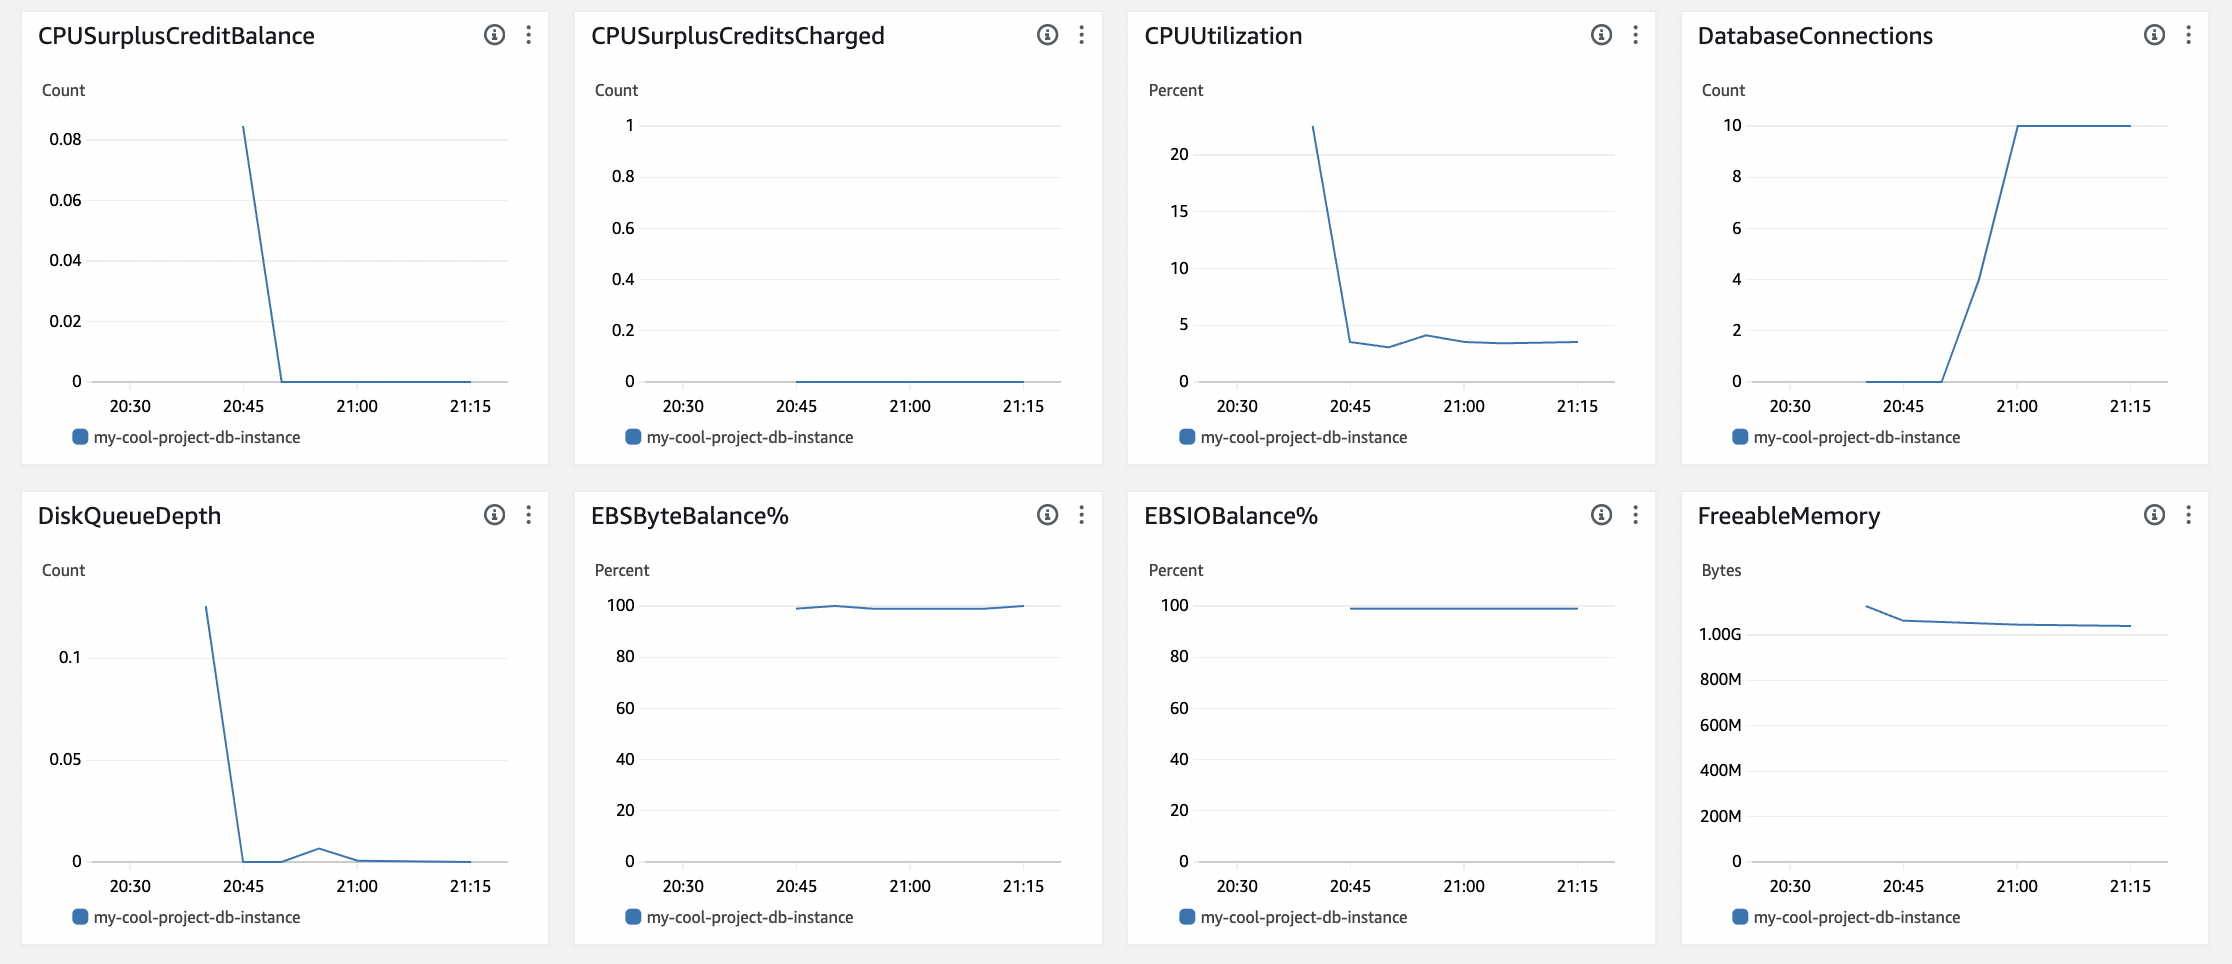 CPUSurplusCreditBalance
Count
0.08
0.06
0.04
0.02
0
20:30 20:45 21:00 21:15
my-cool-project-db-instance
CPUSurplusCreditsCharged
Count
1
0.8
0.6
0.4
0.2
0
20:30 20:45 21:00 21:15
my-cool-project-db-instance
CPUUtilization
Percent
20
15
10
5
0
20:30 20:45 21:00 21:15
my-cool-project-db-instance
DatabaseConnections
Count
10
8
6
4
2
0
20:30 20:45 21:00 21:15
my-cool-project-db-instance
DiskQueueDepth
Count
0.1
0.05
0
20:30 20:45 21:00 21:15
my-cool-project-db-instance
EBSByteBalance%
Percent
100
80
60
40
20
0
20:30 20:45 21:00 21:15
my-cool-project-db-instance
EBSIOBalance%
Percent
100
80
60
40
20
0
20:30 20:45 21:00 21:15
my-cool-project-db-instance
FreeableMemory
Bytes
1.00G
800M
600M
400M
200M
0
20:30 20:45 21:00 21:15
my-cool-project-db-instance